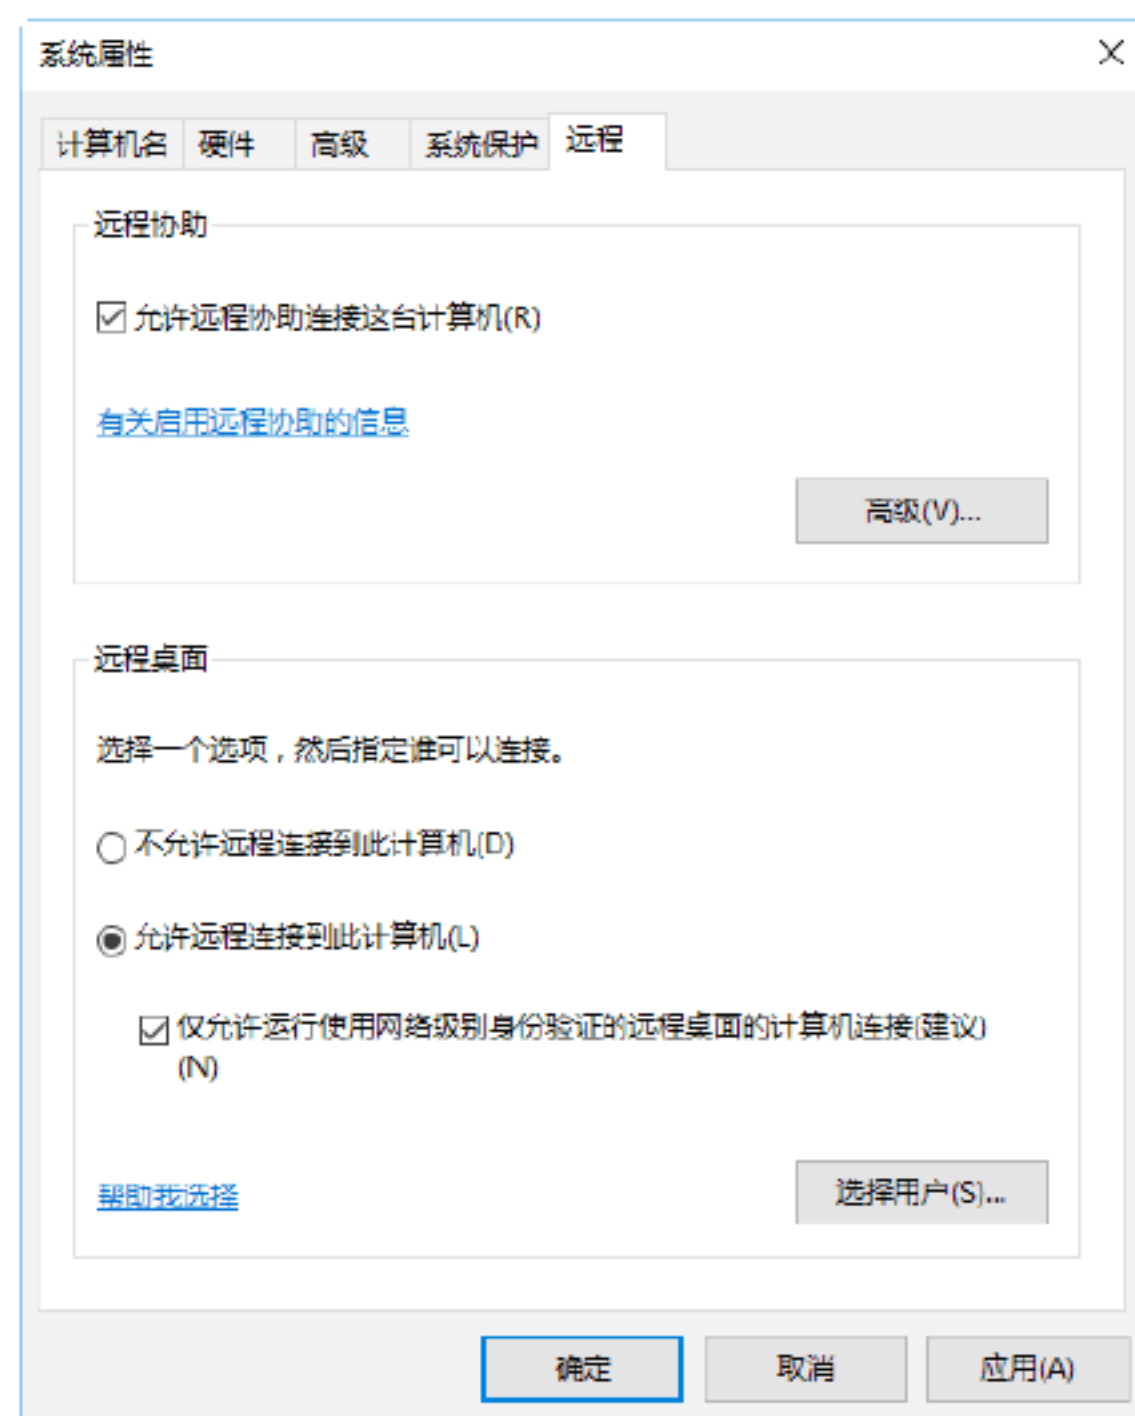 系统属性
计算机名 硬件 高级 系统保护 远程
远程协助
允许远程协助连接这台计算机(R)
有关启用远程协助的信息
高级(V)...
远程桌面
选择一个选项，然后指定谁可以连接。
不允许远程连接到此计算机(D)
允许远程连接到此计算机(L)
仅允许运行使用网络级别身份验证的远程桌面的计算机连接(建议)
(N)
帮助我选择 选择用户(S)...
确定 取消 应用(A)